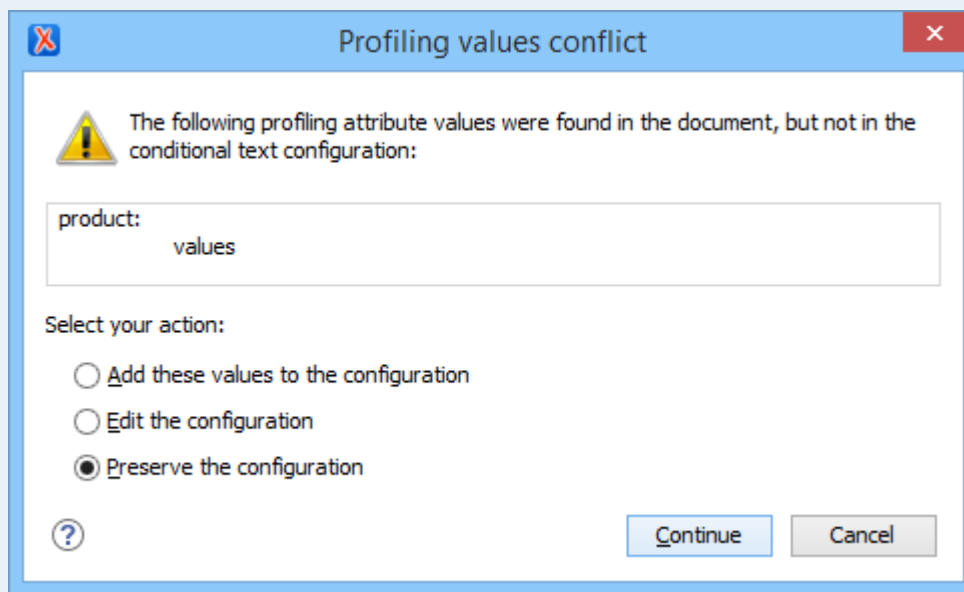 Profiling values conflict
The following profiling attribute values were found in the document, but not in the
conditional text configuration:
product:
values
Select your action:
Add these values to the configuration
Edit the configuration
Preserve the configuration
?
Continue
Cancel